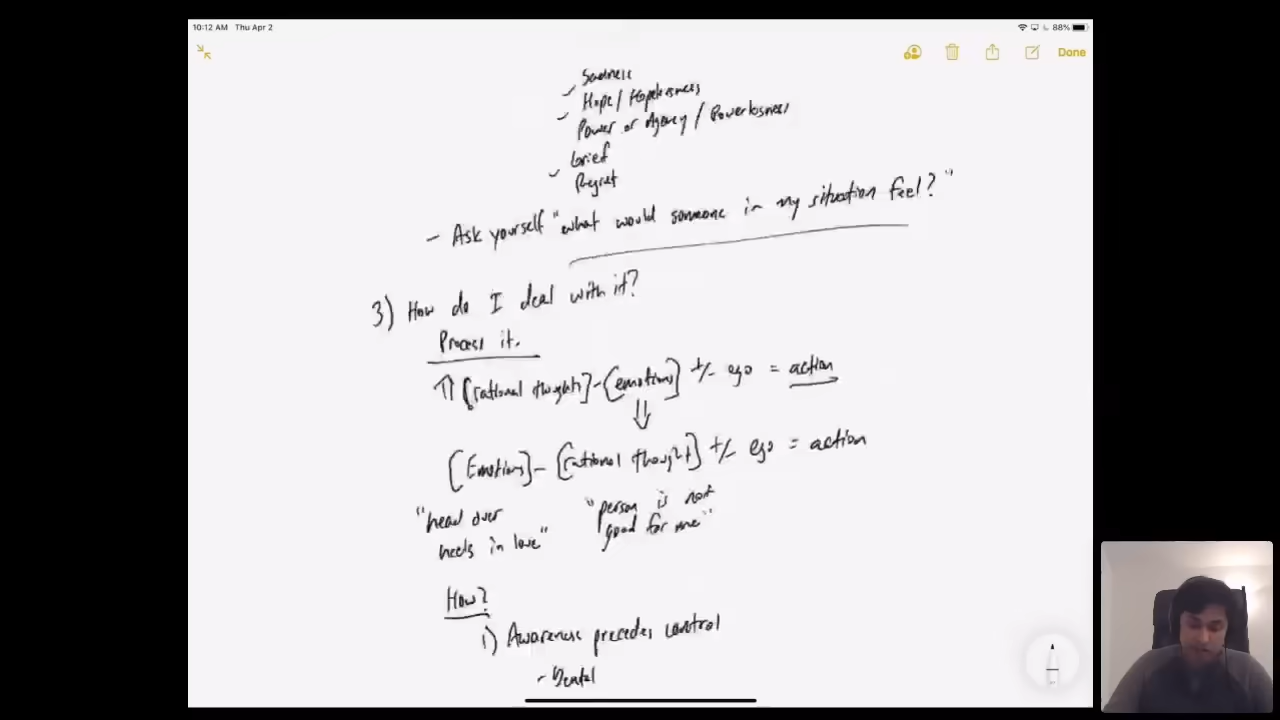 10:12 AM Thu Apr 2
88%
Done
Sadness
- Hope / Hopelessness
- Power or Agency / Powerlessness
Grief
- Regret
- Ask yourself "what would someone in my situation feel?"
3) How do I deal with it?
Process it.
⇑ [rational thought] - [emotions] +/- ego = action
⇓
[Emotions] - [rational thought] +/- ego = action
"head over
heels in love"
"person is not
good for me"
How?
1) Awareness precedes control
-